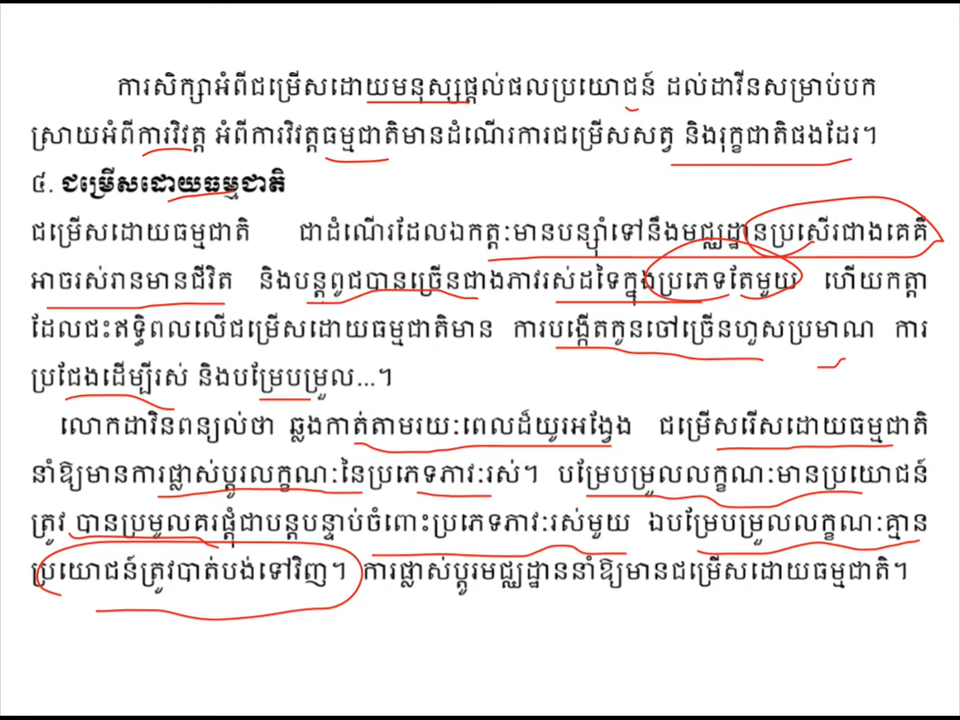 ការសិក្សាអំពីជម្រើសដោយមនុស្សផ្តល់ផលប្រយោជន៍ ដល់ដាវីនសម្រាប់បក
ស្រាយអំពីការវិវត្ត អំពីការវិវត្តធម្មជាតិមានដំណើរការជម្រើសសត្វ និងរុក្ខជាតិផងដែរ។
៤. ជម្រើសដោយធម្មជាតិ
ជម្រើសដោយធម្មជាតិ ជាដំណើរដែលឯកត្តៈមានបន្ស៊ាំទៅនឹងមជ្ឈដ្ឋានប្រសើរជាងគេគឺ
អាចរស់រានមានជីវិត និងបន្តពូជបានច្រើនជាងភាវរស់ដទៃក្នុងប្រភេទតែមួយ ហើយកត្តា
ដែលជះឥទ្ធិពលលើជម្រើសដោយធម្មជាតិមាន ការបង្កើតកូនចៅច្រើនហួសប្រមាណ ការ
ប្រជែងដើម្បីរស់ និងបម្រែបម្រួល...។
លោកដាវិនពន្យល់ថា ឆ្លងកាត់តាមរយៈពេលដ៏យូរអង្វែង ជម្រើសរើសដោយធម្មជាតិ
នាំឱ្យមានការផ្លាស់ប្តូរលក្ខណៈនៃប្រភេទភាវៈរស់។ បម្រែបម្រួលលក្ខណៈមានប្រយោជន៍
ត្រូវ បានប្រមូលគរផ្តុំជាបន្តបន្ទាប់ចំពោះប្រភេទភាវៈរស់មួយ ឯបម្រែបម្រួលលក្ខណៈគ្មាន
ប្រយោជន៍ត្រូវបាត់បង់ទៅវិញ។ ការផ្លាស់ប្តូរមជ្ឈដ្ឋាននាំឱ្យមានជម្រើសដោយធម្មជាតិ។